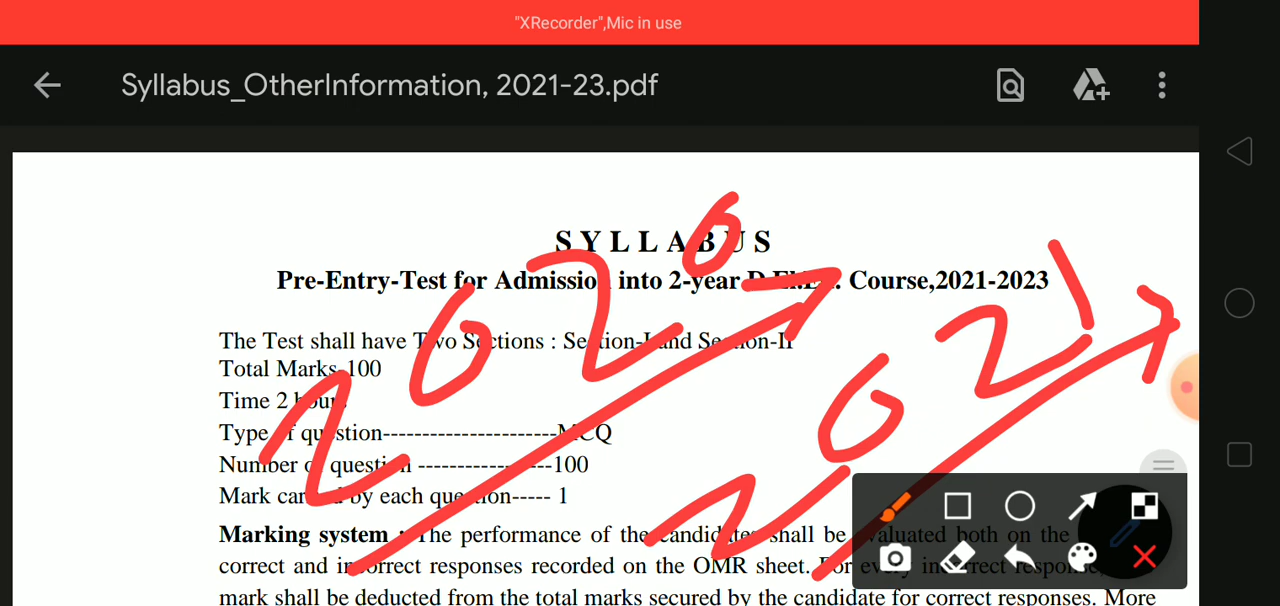 "XRecorder",Mic in use
Syllabus_OtherInformation, 2021-23.pdf
SYLLABUS
Pre-Entry-Test for Admission into 2-year D.El.Ed. Course,2021-2023
The Test shall have Two Sections : Section-I and Section-II
Total Marks-100
Time 2 hours
Type of question----------------------MCQ
Number of question -----------------100
Mark carried by each question----- 1
Marking system : The performance of the candidates shall be evaluated both on the
correct and incorrect responses recorded on the OMR sheet. For every incorrect response
mark shall be deducted from the total marks secured by the candidate for correct responses. More
2020
2021